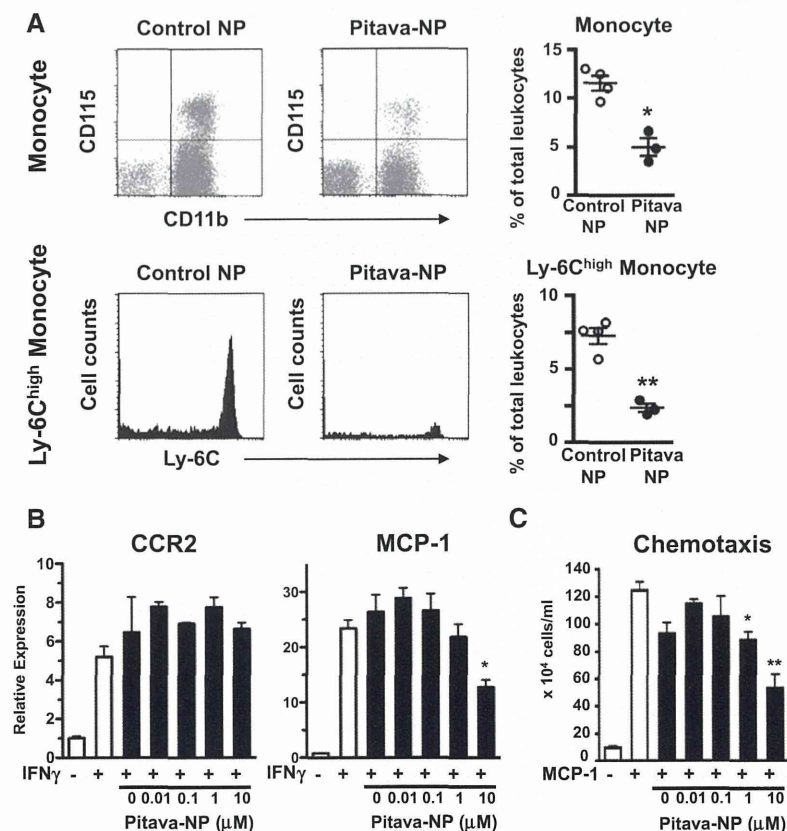 A
Control NP
Pitava-NP
Monocyte
Monocyte
CD115
CD115
CD11b
% of total leukocytes
15
10
5
0
*
Control NP
Pitava NP
Ly-6Chigh Monocyte
Control NP
Pitava-NP
Ly-6Chigh Monocyte
Cell counts
Cell counts
Ly-6C
% of total leukocytes
10
5
0
**
Control NP
Pitava NP
B
CCR2
Relative Expression
10
8
6
4
2
0
IFNγ - + + + + + +
0 0.01 0.1 1 10
Pitava-NP (μM)
MCP-1
30
20
10
0
*
IFNγ - + + + + + +
0 0.01 0.1 1 10
Pitava-NP (μM)
C
Chemotaxis
x 10⁴ cells/ml
140
120
100
80
60
40
20
0
*
**
MCP-1 - + + + + + +
0 0.01 0.1 1 10
Pitava-NP (μM)